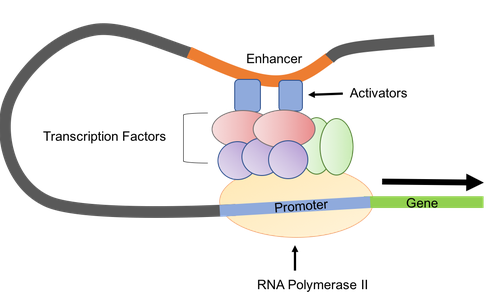 Enhancer
Activators
Transcription Factors
Promoter
Gene
RNA Polymerase II